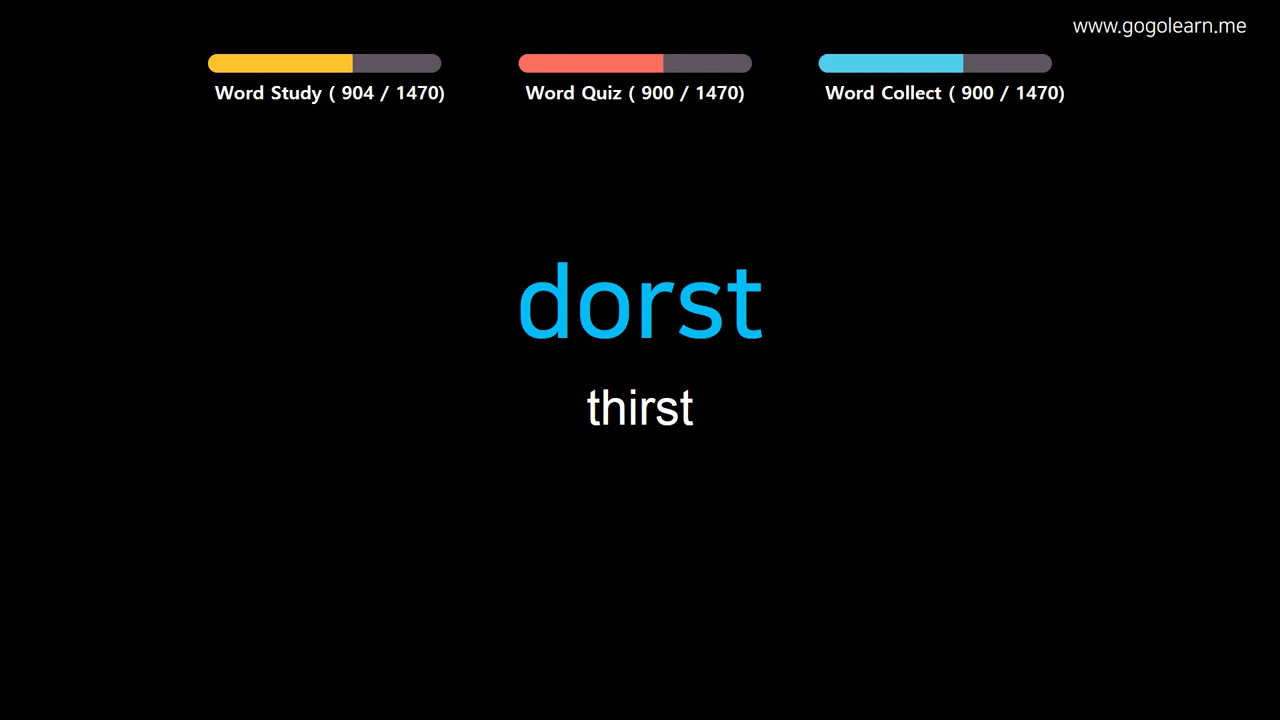 www.gogolearn.me
Word Study ( 904 / 1470)
Word Quiz ( 900 / 1470)
Word Collect ( 900 / 1470)
dorst
thirst